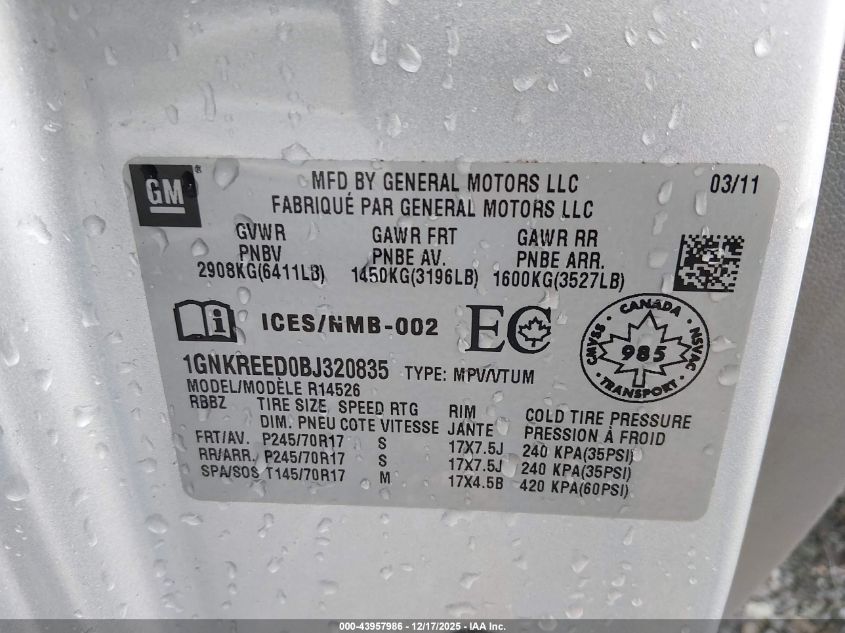 GM ®
MFD BY GENERAL MOTORS LLC 03/11
FABRIQUÉ PAR GENERAL MOTORS LLC
GVWR GAWR FRT GAWR RR
PNBV PNBE AV. PNBE ARR.
2908KG(6411LB) 1450KG(3196LB) 1600KG(3527LB)
i ICES/NMB-002 EC
CANADA
CMVSS 985 NSVAC
TRANSPORT
1GNKREED0BJ320835 TYPE: MPV/VTUM
MODEL/MODÈLE R14526
RBBZ TIRE SIZE SPEED RTG RIM COLD TIRE PRESSURE
DIM. PNEU COTE VITESSE JANTE PRESSION À FROID
FRT/AV. P245/70R17 S 17X7.5J 240 KPA(35PSI)
RR/ARR. P245/70R17 S 17X7.5J 240 KPA(35PSI)
SPA/SOS T145/70R17 M 17X4.5B 420 KPA(60PSI)
000-43957986 - 12/17/2025 - IAA Inc.